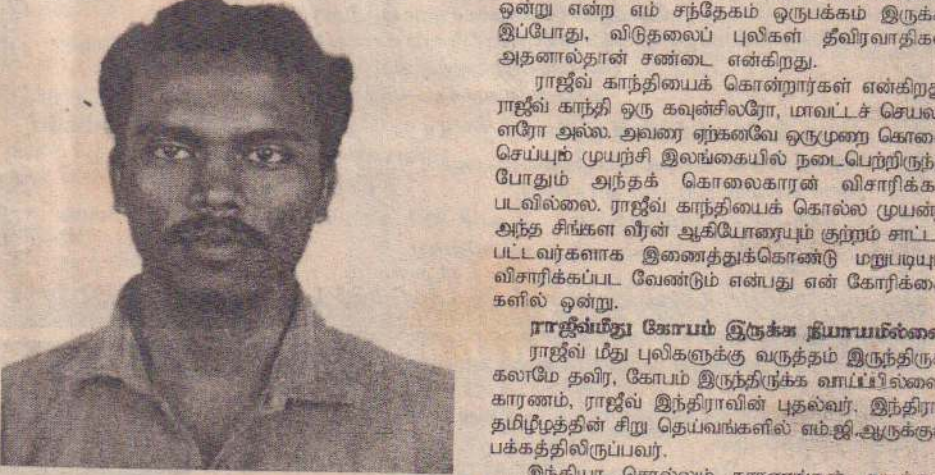 ஒன்று என்ற எம் சந்தேகம் ஒருபக்கம் இருக்க
இப்போது, விடுதலைப் புலிகள் தீவிரவாதிகள்
அதனால்தான் சண்டை என்கிறது.
ராஜீவ் காந்தியைக் கொன்றார்கள் என்கிறது
ராஜீவ் காந்தி ஒரு கவுன்சிலரோ, மாவட்டச் செயலா
ளரோ அல்ல. அவரை ஏற்கனவே ஒருமுறை கொலை
செய்யும் முயற்சி இலங்கையில் நடைபெற்றிருந்த
போதும் அந்தக் கொலைகாரன் விசாரிக்கப்
படவில்லை. ராஜீவ் காந்தியைக் கொல்ல முயன்ற
அந்த சிங்கள வீரன் ஆகியோரையும் குற்றம் சாட்டப்
பட்டவர்களாக இணைத்துக்கொண்டு மறுபடியும்
விசாரிக்கப்பட வேண்டும் என்பது என் கோரிக்கை
களில் ஒன்று.
ராஜீவ்மீது கோபம் இருக்க நியாயமில்லை
ராஜீவ் மீது புலிகளுக்கு வருத்தம் இருந்திருக்
கலாமே தவிர, கோபம் இருந்திருக்க வாய்ப்பில்லை
காரணம், ராஜீவ் இந்திராவின் புதல்வர். இந்திரா
தமிழீழத்தின் சிறு தெய்வங்களில் எம்.ஜி.ஆருக்குப்
பக்கத்திலிருப்பவர்.